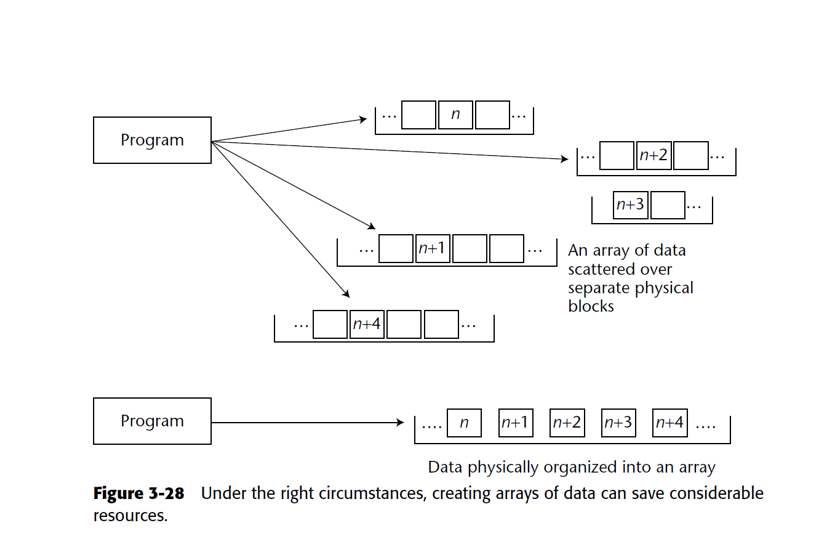 Program
... n ...
... n+2 ...
n+3 ...
... n+1 ...
An array of data
scattered over
separate physical
blocks
... n+4 ...
Program
.... n n+1 n+2 n+3 n+4 ....
Data physically organized into an array
Figure 3-28 Under the right circumstances, creating arrays of data can save considerable
resources.